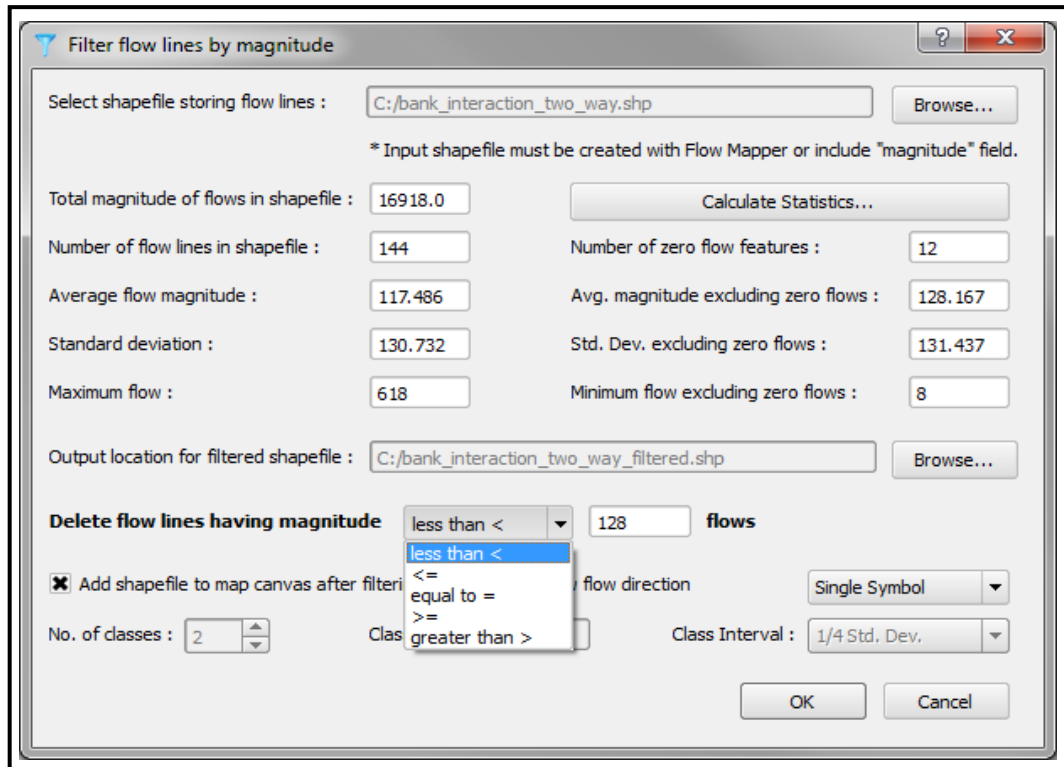 Filter flow lines by magnitude
Select shapefile storing flow lines : C:/bank_interaction_two_way.shp Browse...
* Input shapefile must be created with Flow Mapper or include "magnitude" field.
Total magnitude of flows in shapefile : 16918.0 Calculate Statistics...
Number of flow lines in shapefile : 144 Number of zero flow features : 12
Average flow magnitude : 117.486 Avg. magnitude excluding zero flows : 128.167
Standard deviation : 130.732 Std. Dev. excluding zero flows : 131.437
Maximum flow : 618 Minimum flow excluding zero flows : 8
Output location for filtered shapefile : C:/bank_interaction_two_way_filtered.shp Browse...
Delete flow lines having magnitude less than < 128 flows
less than <
<=
equal to =
>=
greater than >
Add shapefile to map canvas after filteri flow direction Single Symbol
No. of classes : 2 Clas Class Interval : 1/4 Std. Dev.
OK Cancel